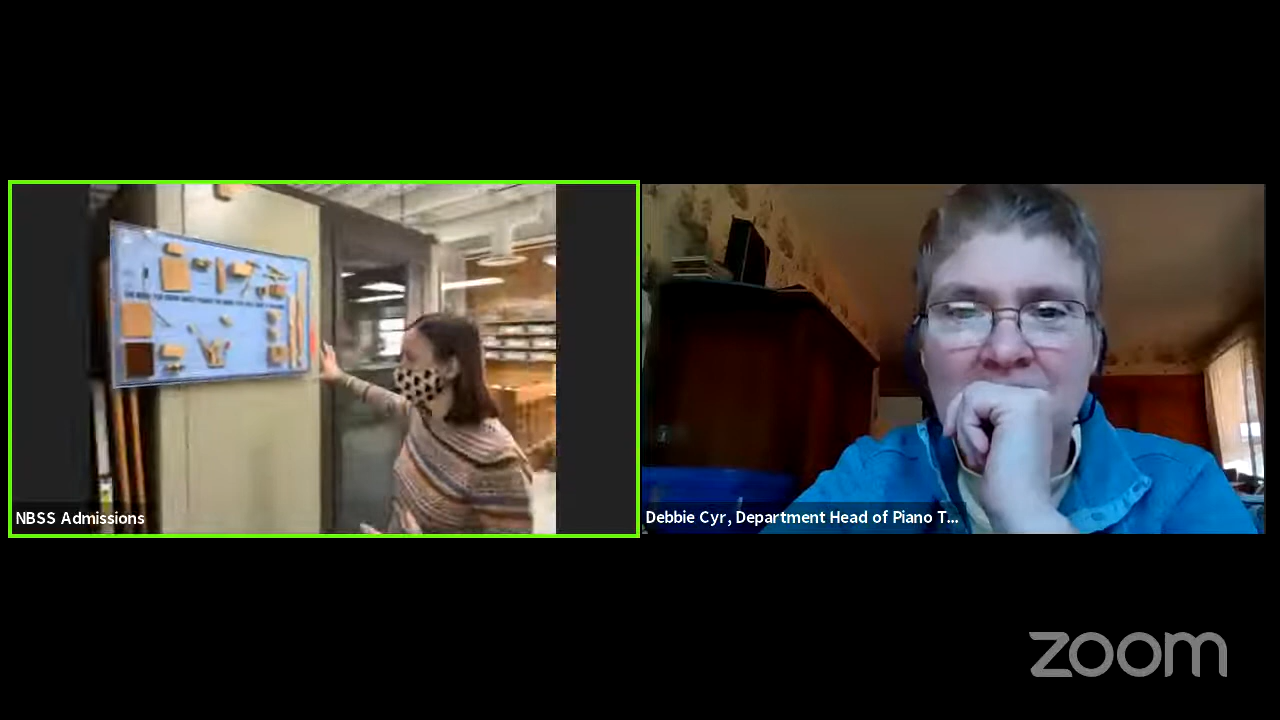 NBSS Admissions
Debbie Cyr, Department Head of Piano T...
zoom